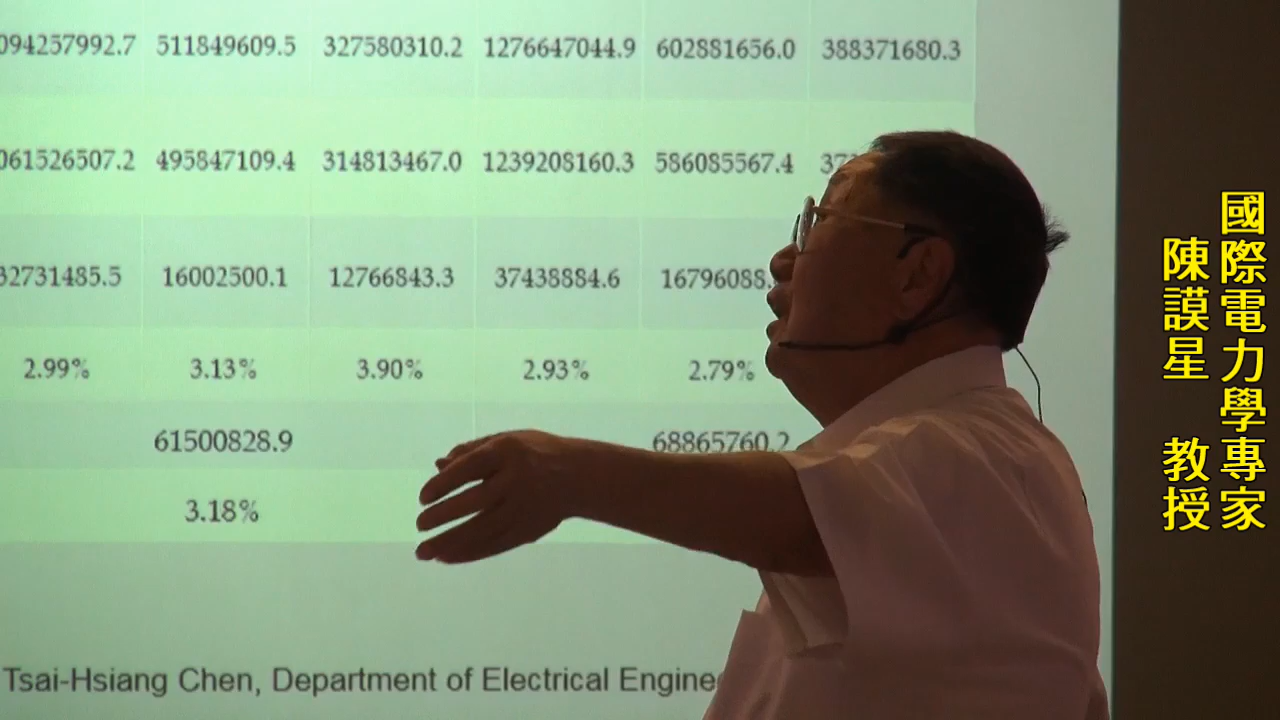 094257992.7 511849609.5 327580310.2 1276647044.9 602881656.0 388371680.3
061526507.2 495847109.4 314813467.0 1239208160.3 586085567.4
32731485.5 16002500.1 12766843.3 37438884.6 16796088.
2.99% 3.13% 3.90% 2.93% 2.79%
61500828.9 68865760.2
3.18%
Tsai-Hsiang Chen, Department of Electrical
國際電力學專家
陳謨星 教授